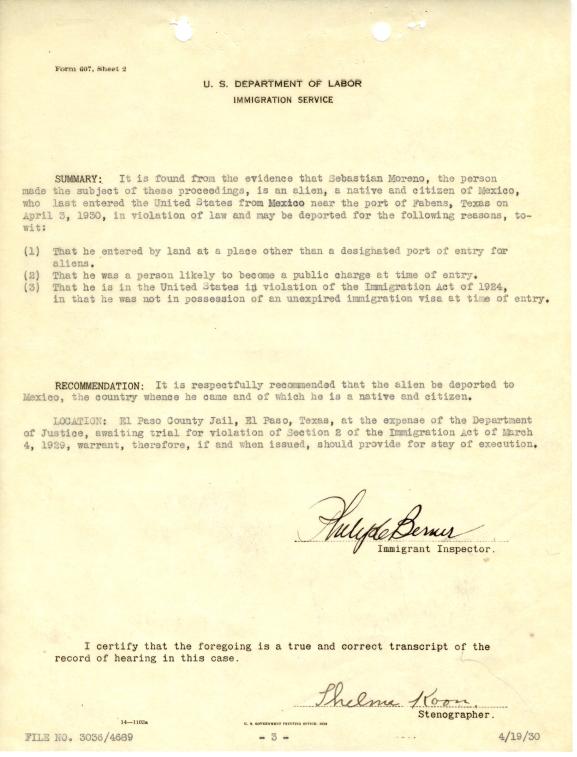 Form 607, Sheet 2
U. S. DEPARTMENT OF LABOR
IMMIGRATION SERVICE
SUMMARY: It is found from the evidence that Sebastian Moreno, the person
made the subject of these proceedings, is an alien, a native and citizen of Mexico,
who last entered the United States from Mexico near the port of Fabens, Texas on
April 3, 1930, in violation of law and may be deported for the following reasons, to-
wit:
(1) That he entered by land at a place other than a designated port of entry for
aliens.
(2) That he was a person likely to become a public charge at time of entry.
(3) That he is in the United States in violation of the Immigration Act of 1924,
in that he was not in possession of an unexpired immigration visa at time of entry.
RECOMMENDATION: It is respectfully recommended that the alien be deported to
Mexico, the country whence he came and of which he is a native and citizen.
LOCATION: El Paso County Jail, El Paso, Texas, at the expense of the Department
of Justice, awaiting trial for violation of Section 2 of the Immigration Act of March
4, 1929, warrant, therefore, if and when issued, should provide for stay of execution.
Berner
Immigrant Inspector.
I certify that the foregoing is a true and correct transcript of the
record of hearing in this case.
Thelma Koon
Stenographer.
14—1103a
U. S. GOVERNMENT PRINTING OFFICE
FILE NO. 3036/4689
- 3 -
4/19/30